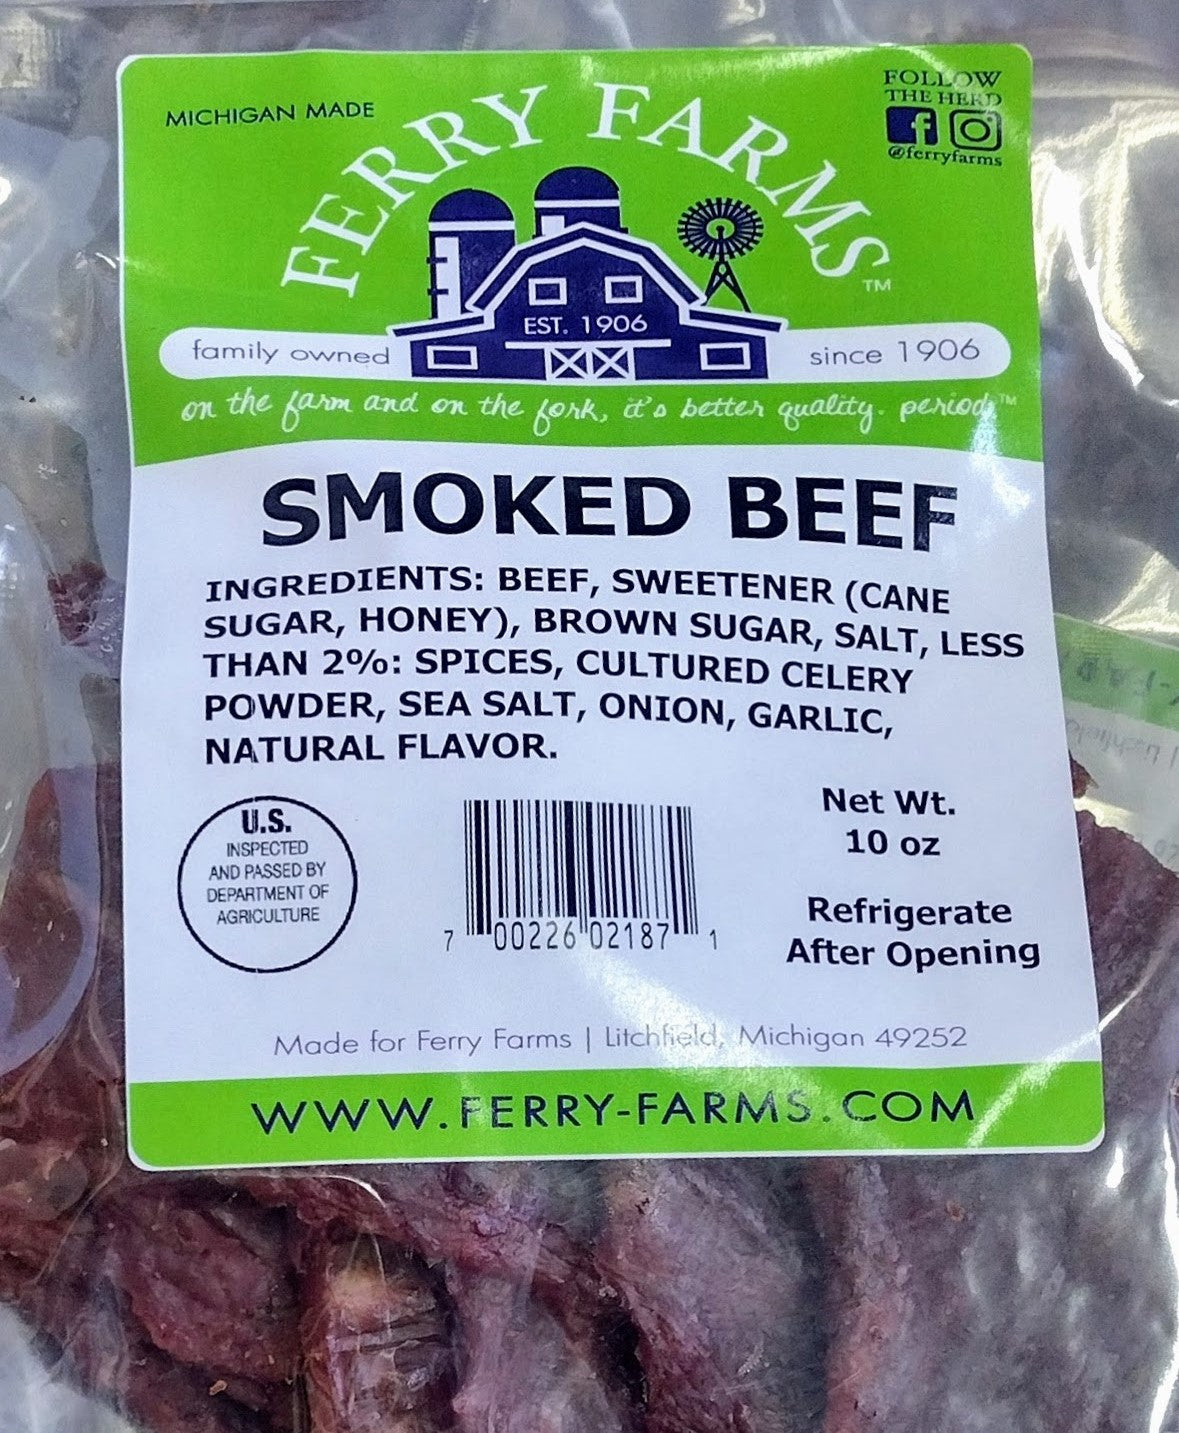 MICHIGAN MADE
FOLLOW
THE HERD
@ferryfarms
FERRY FARMS™
EST. 1906
family owned
since 1906
on the farm and on the fork, it's better quality. period.™
SMOKED BEEF
INGREDIENTS: BEEF, SWEETENER (CANE
SUGAR, HONEY), BROWN SUGAR, SALT, LESS
THAN 2%: SPICES, CULTURED CELERY
POWDER, SEA SALT, ONION, GARLIC,
NATURAL FLAVOR.
U.S.
INSPECTED
AND PASSED BY
DEPARTMENT OF
AGRICULTURE
7 00226 02187 1
Net Wt.
10 oz
Refrigerate
After Opening
Made for Ferry Farms | Litchfield, Michigan 49252
WWW.FERRY-FARMS.COM